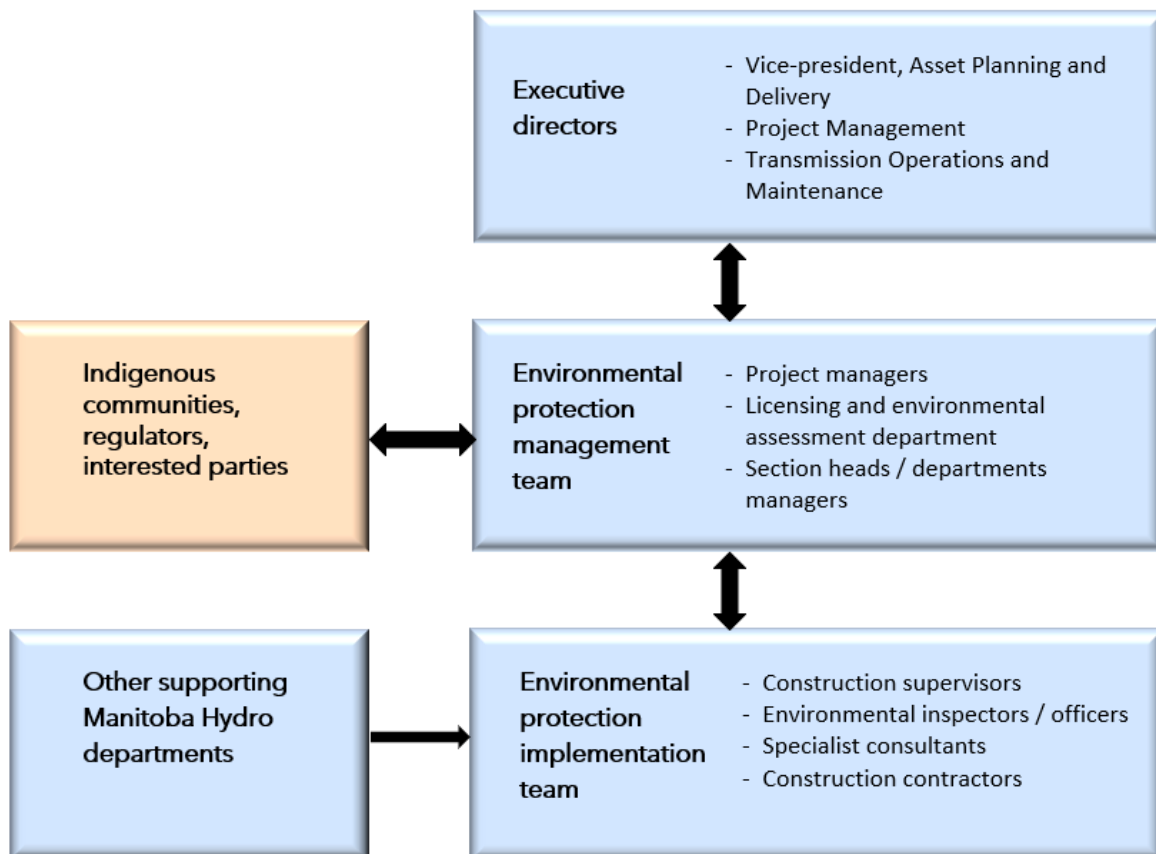 Executive
directors
- Vice-president, Asset Planning and
Delivery
- Project Management
- Transmission Operations and
Maintenance
Indigenous
communities,
regulators,
interested parties
Environmental
protection
management
team
- Project managers
- Licensing and environmental
assessment department
- Section heads / departments
managers
Other supporting
Manitoba Hydro
departments
Environmental
protection
implementation
team
- Construction supervisors
- Environmental inspectors / officers
- Specialist consultants
- Construction contractors